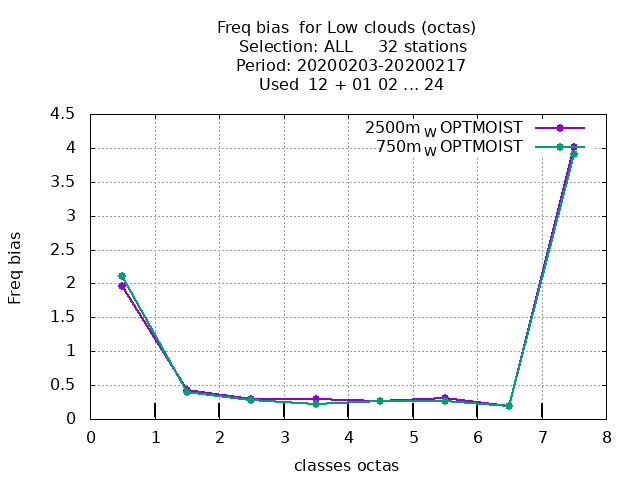 Freq bias  for Low clouds (octas)
Selection: ALL     32 stations
Period: 20200203-20200217
Used  12 + 01 02 ... 24
4.5
2500m_W OPTMOIST
4
750m_W OPTMOIST
3.5
3
2.5
2
1.5
1
0.5
0
Freq bias
0 1 2 3 4 5 6 7 8
classes octas